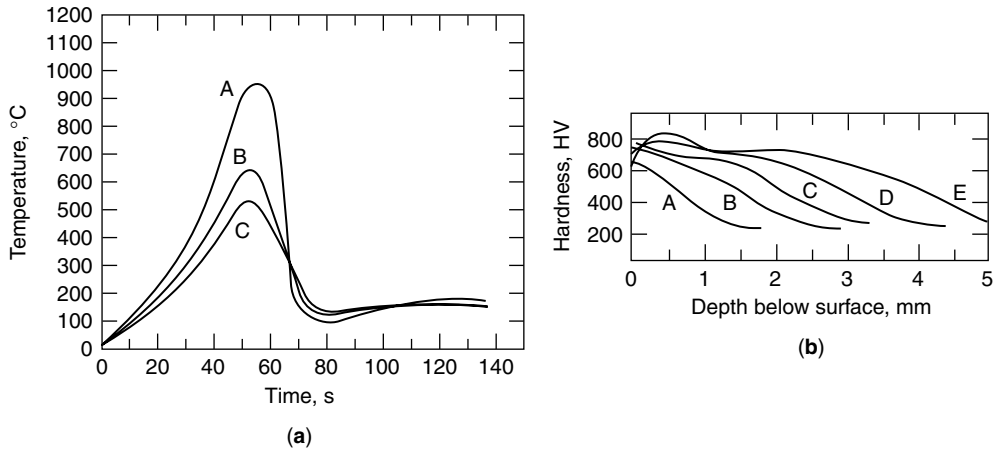 1200
1100
1000
900
800
700
600
500
400
300
200
100
0
Temperature, °C
A
B
C
0 20 40 60 80 100 120 140
Time, s
(a)
800
600
400
200
Hardness, HV
A B C D E
0 1 2 3 4 5
Depth below surface, mm
(b)